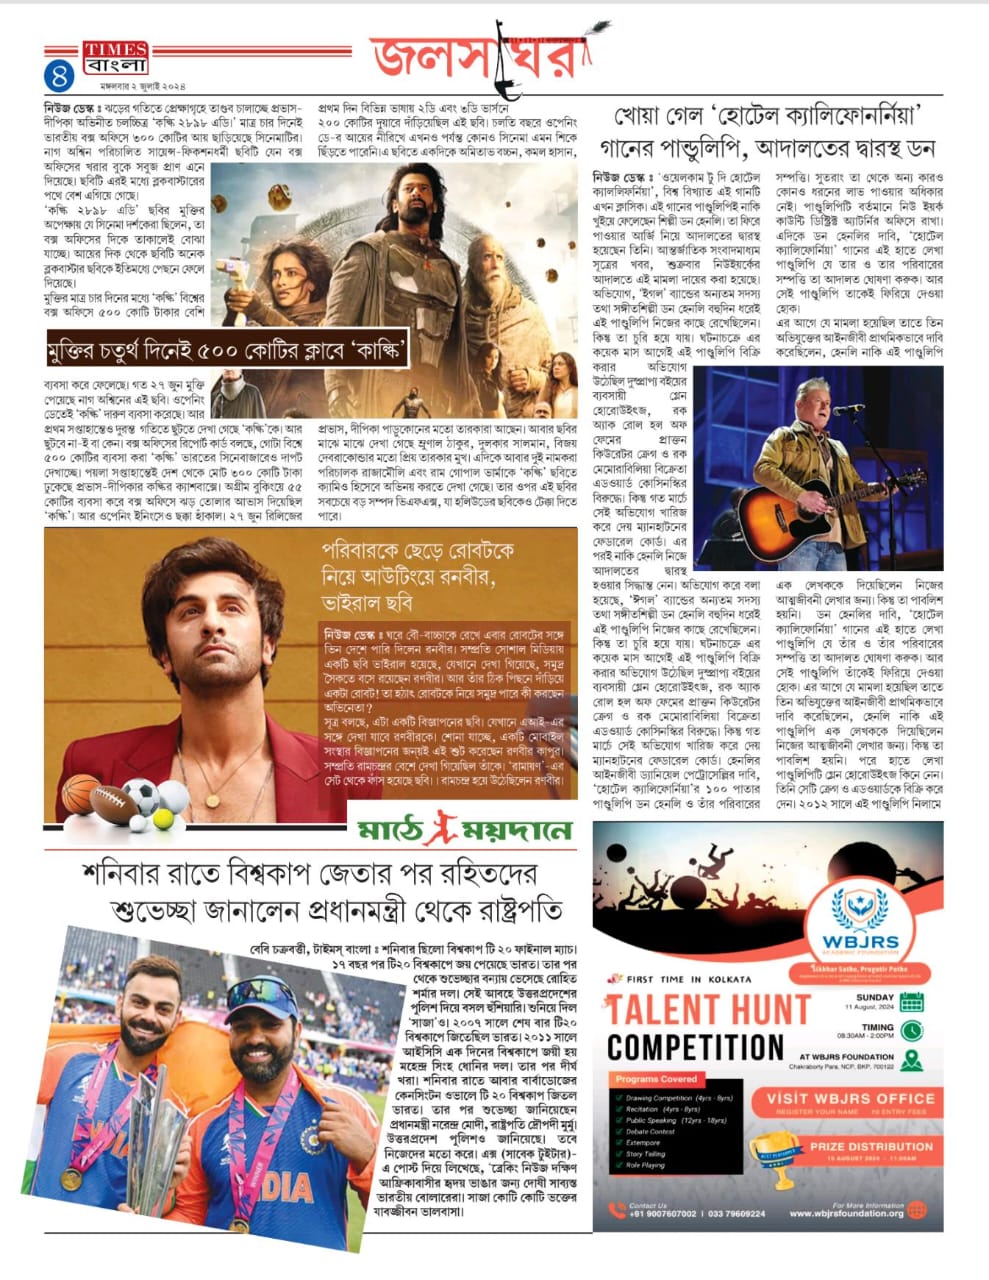 TIMES
বাংলা
৪
মঙ্গলবার ২ জুলাই ২০২৪
জলসাঘর
নিউজ ডেস্ক : ঝড়ের গতিতে প্রেক্ষাগৃহে তাণ্ডব চালাচ্ছে প্রভাস-
দীপিকা অভিনীত চলচ্চিত্র ‘কল্কি ২৮৯৮ এডি।’ মাত্র চার দিনেই
ভারতীয় বক্স অফিসে ৩০০ কোটির আয় ছাড়িয়েছে সিনেমাটির।
নাগ অশ্বিন পরিচালিত সায়েন্স-ফিকশনধর্মী ছবিটি যেন বক্স
অফিসের খরার বুকে সবুজ প্রাণ এনে
দিয়েছে। ছবিটি এরই মধ্যে ব্লকবাস্টারের
পথে বেশ এগিয়ে গেছে।
‘কল্কি ২৮৯৮ এডি’ ছবির মুক্তির
অপেক্ষায় যে সিনেমা দর্শকেরা ছিলেন, তা
বক্স অফিসের দিকে তাকালেই বোঝা
যাচ্ছে। আয়ের দিক থেকে ছবিটি অনেক
ব্লকবাস্টার ছবিকে ইতিমধ্যে পেছনে ফেলে
দিয়েছে।
মুক্তির মাত্র চার দিনের মধ্যে ‘কল্কি’ বিশ্বের
বক্স অফিসে ৫০০ কোটি টাকার বেশি
মুক্তির চতুর্থ দিনেই ৫০০ কোটির ক্লাবে ‘কাল্কি’
ব্যবসা করে ফেলেছে। গত ২৭ জুন মুক্তি
পেয়েছে নাগ অশ্বিনের এই ছবি। ওপেনিং
ডেতেই ‘কল্কি’ দারুণ ব্যবসা করেছে। আর
প্রথম সপ্তাহান্তেও দুরন্ত গতিতে ছুটতে দেখা গেছে ‘কল্কি’কে। আর
ছুটবে না-ই বা কেন। বক্স অফিসের রিপোর্ট কার্ড বলছে, গোটা বিশ্বে
৫০০ কোটির ব্যবসা করা ‘কল্কি’ ভারতের সিনেবাজারেও দাপট
দেখাচ্ছে। পয়লা সপ্তাহান্তেই দেশ থেকে মোট ৩০০ কোটি টাকা
ঢুকেছে প্রভাস-দীপিকার কল্কির ক্যাশবাক্সে। অগ্রীম বুকিংয়ে ৫৫
কোটির ব্যবসা করে বক্স অফিসে ঝড় তোলার আভাস দিয়েছিল
‘কল্কি’। আর ওপেনিং ইনিংসেও ছক্কা হাঁকাল। ২৭ জুন রিলিজের
প্রথম দিন বিভিন্ন ভাষায় ২ডি এবং ৩ডি ভার্সনে
২০০ কোটির দুয়ারে দাঁড়িয়েছিল এই ছবি। চলতি বছরে ওপেনিং
ডে-র আয়ের নীরিখে এখনও পর্যন্ত কোনও সিনেমা এমন শিকে
ছিঁড়তে পারেনি।এ ছবিতে একদিকে অমিতাভ বচ্চন, কমল হাসান,
প্রভাস, দীপিকা পাডুকোনের মতো তারকারা আছেন। আবার ছবির
মাঝে মাঝে দেখা গেছে ম্রুণাল ঠাকুর, দুলকার সালমান, বিজয়
দেবরাকোন্ডার মতো প্রিয় তারকার মুখ। এদিকে আবার দুই নামকরা
পরিচালক রাজামৌলি এবং রাম গোপাল ভার্মাকে ‘কল্কি’ ছবিতে
ক্যামিও হিসেবে অভিনয় করতে দেখা গেছে। তার ওপর এই ছবির
সবচেয়ে বড় সম্পদ ভিএফএক্স, যা হলিউডের ছবিকেও টেক্কা দিতে
পারে।
খোয়া গেল ‘হোটেল ক্যালিফোনর্নিয়া’
গানের পান্ডুলিপি, আদালতের দ্বারস্থ ডন
নিউজ ডেস্ক : ‘ওয়েলকাম টু দি হোটেল
ক্যাললিফর্নিয়া’, বিশ্ব বিখ্যাত এই গানটি
এখন ক্লাসিক। এই গানের পাণ্ডুলিপিই নাকি
খুইয়ে ফেলেছেন শিল্পী ডন হেনলি। তা ফিরে
পাওয়ার আর্জি নিয়ে আদালতের দ্বারস্থ
হয়েছেন তিনি। আন্তর্জাতিক সংবাদমাধ্যম
সূত্রের খবর, শুক্রবার নিউইয়র্কের
আদালতে এই মামলা দায়ের করা হয়েছে।
অভিযোগ, ‘ইগল’ ব্যান্ডের অন্যতম সদস্য
তথা সঙ্গীতশিল্পী ডন হেনলি বহুদিন ধরেই
এই পাণ্ডুলিপি নিজের কাছে রেখেছিলেন।
কিন্তু তা চুরি হয়ে যায়। ঘটনাচক্রে এর
কয়েক মাস আগেই এই পাণ্ডুলিপি বিক্রি
করার অভিযোগ
উঠেছিল দুষ্প্রাপ্য বইয়ের
ব্যবসায়ী গ্লেন
হোরোউইৎজ, রক
অ্যাক রোল হল অফ
ফেমের প্রাক্তন
কিউরেটর ক্রেগ ও রক
মেমোরাবিলিয়া বিক্রেতা
এডওয়ার্ড কোসিনস্কির
বিরুদ্ধে। কিন্তু গত মার্চে
সেই অভিযোগ খারিজ
করে দেয় ম্যানহাটনের
ফেডারেল কোর্ড। এর
পরই নাকি হেনলি নিজে
আদালতের দ্বারস্থ
হওয়ার সিদ্ধান্ত নেন। অভিযোগ করে বলা
হয়েছে, ‘ঈগল’ ব্যান্ডের অন্যতম সদস্য
তথা সঙ্গীতশিল্পী ডন হেনলি বহুদিন ধরেই
এই পাণ্ডুলিপি নিজের কাছে রেখেছিলেন।
কিন্তু তা চুরি হয়ে যায়। ঘটনাচক্রে এর
কয়েক মাস আগেই এই পাণ্ডুলিপি বিক্রি
করার অভিযোগ উঠেছিল দুষ্প্রাপ্য বইয়ের
ব্যবসায়ী গ্লেন হোরোউইৎজ, রক অ্যাক
রোল হল অফ ফেমের প্রাক্তন কিউরেটর
ক্রেগ ও রক মেমোরাবিলিয়া বিক্রেতা
এডওয়ার্ড কোসিনস্কির বিরুদ্ধে। কিন্তু গত
মার্চে সেই অভিযোগ খারিজ করে দেয়
ম্যানহাটনের ফেডারেল কোর্ড। হেনলির
আইনজীবী ড্যানিয়েল পেট্রোসেল্লির দাবি,
‘হোটেল ক্যালিফোর্নিয়া’র ১০০ পাতার
পাণ্ডুলিপি ডন হেনলি ও তাঁর পরিবারের
সম্পত্তি। সুতরাং তা থেকে অন্য কারও
কোনও ধরনের লাভ পাওয়ার অধিকার
নেই। পাণ্ডুলিপিটি বর্তমানে নিউ ইয়র্ক
কাউন্টি ডিস্ট্রিক্ট অ্যাটর্নির অফিসে রাখা।
এদিকে ডন হেনলির দাবি, ‘হোটেল
ক্যালিফোর্নিয়া’ গানের এই হাতে লেখা
পাণ্ডুলিপি যে তার ও তার পরিবারের
সম্পত্তি তা আদালত ঘোষণা করুক। আর
সেই পাণ্ডুলিপি তাকেই ফিরিয়ে দেওয়া
হোক।
এর আগে যে মামলা হয়েছিল তাতে তিন
অভিযুক্তের আইনজীবী প্রাথমিকভাবে দাবি
করেছিলেন, হেনলি নাকি এই পাণ্ডুলিপি
এক লেখককে দিয়েছিলেন নিজের
আত্মজীবনী লেখার জন্য। কিন্তু তা পাবলিশ
হয়নি। ডন হেনলির দাবি, ‘হোটেল
ক্যালিফোর্নিয়া’ গানের এই হাতে লেখা
পাণ্ডুলিপি যে তাঁর ও তাঁর পরিবারের
সম্পত্তি তা আদালত ঘোষণা করুক। আর
সেই পাণ্ডুলিপি তাঁকেই ফিরিয়ে দেওয়া
হোক। এর আগে যে মামলা হয়েছিল তাতে
তিন অভিযুক্তের আইনজীবী প্রাথমিকভাবে
দাবি করেছিলেন, হেনলি নাকি এই
পাণ্ডুলিপি এক লেখককে দিয়েছিলেন
নিজের আত্মজীবনী লেখার জন্য। কিন্তু তা
পাবলিশ হয়নি। পরে হাতে লেখা
পাণ্ডুলিপিটি গ্লেন হোরোউইৎজ কিনে নেন।
তিনি সেটি ক্রেগ ও এডওয়ার্ডকে বিক্রি করে
দেন। ২০১২ সালে এই পাণ্ডুলিপি নিলামে
পরিবারকে ছেড়ে রোবটকে
নিয়ে আউটিংয়ে রনবীর,
ভাইরাল ছবি
নিউজ ডেস্ক : ঘরে বৌ-বাচ্চাকে রেখে এবার রোবটের সঙ্গে
ভিন দেশে পারি দিলেন রনবীর। সম্প্রতি সোশাল মিডিয়ায়
একটি ছবি ভাইরাল হয়েছে, যেখানে দেখা গিয়েছে, সমুদ্র
সৈকতে বসে রয়েছেন রণবীর। আর তাঁর ঠিক পিছনে দাঁড়িয়ে
একটা রোবট! তা হঠাৎ রোবটকে নিয়ে সমুদ্র পারে কী করছেন
অভিনেতা?
সূত্র বলছে, এটা একটি বিজ্ঞাপনের ছবি। যেখানে এআই-এর
সঙ্গে দেখা যাবে রণবীরকে। শোনা যাচ্ছে, একটি মোবাইল
সংস্থার বিজ্ঞাপনের জন্যই এই শুট করেছেন রণবীর কাপুর।
সম্প্রতি রামচন্দ্রর বেশে দেখা গিয়েছিল তাঁকে। ‘রামায়ণ’-এর
সেট থেকে ফাঁস হয়েছে ছবি।। রামচন্দ্র হয়ে উঠেছিলেন রণবীর।
মাঠে ময়দানে
শনিবার রাতে বিশ্বকাপ জেতার পর রহিতদের
শুভেচ্ছা জানালেন প্রধানমন্ত্রী থেকে রাষ্ট্রপতি
বেবি চক্রবর্ত্তী, টাইমস্ বাংলা : শনিবার ছিলো বিশ্বকাপ টি ২০ ফাইনাল ম্যাচ।
১৭ বছর পর টি২০ বিশ্বকাপে জয় পেয়েছে ভারত। তার পর
থেকে শুভেচ্ছার বন্যায় ভেসেছে রোহিত
শর্মার দল। সেই আবহে উত্তরপ্রদেশের
পুলিশ দিয়ে বসল হুঁশিয়ারি। শুনিয়ে দিল
‘সাজা’ও। ২০০৭ সালে শেষ বার টি২০
বিশ্বকাপ জিতেছিল ভারত। ২০১১ সালে
আইসিসি এক দিনের বিশ্বকাপে জয়ী হয়
মহেন্দ্র সিংহ ধোনির দল। তার পর দীর্ঘ
খরা। শনিবার রাতে আবার বার্বাডোজের
কেনসিংটন ওভালে টি ২০ বিশ্বকাপ জিতল
ভারত। তার পর শুভেচ্ছা জানিয়েছেন
প্রধানমন্ত্রী নরেন্দ্র মোদী, রাষ্ট্রপতি দ্রৌপদী মুর্মু।
উত্তরপ্রদেশ পুলিশও জানিয়েছে। তবে
নিজেদের মতো করে। এক্স (সাবেক টুইটার)-
এ পোস্ট দিয়ে লিখেছে, ‘ব্রেকিং নিউজ দক্ষিণ
আফ্রিকাবাসীর হৃদয় ভাঙার জন্য দোষী সাব্যস্ত
ভারতীয় বোলারেরা। সাজা কোটি কোটি ভক্তের
যাবজ্জীবন ভালবাসা।
INDIA
WBJRS
ACADEMIC FOUNDATION
Sikkhar Sathe, Progotir Pothe
FIRST TIME IN KOLKATA
TALENT HUNT
COMPETITION
SUNDAY
11 August, 2024
TIMING
08.30AM - 2:00PM
AT WBJRS FOUNDATION
Chakraborty Para, NCP, BKP, 700122
Programs Covered
Drawing Competition (4yrs - 8yrs)
Recitation (4yrs - 8yrs)
Public Speaking (12yrs - 18yrs)
Debate Contest
Extempore
Story Telling
Role Playing
VISIT WBJRS OFFICE
REGISTER YOUR NAME
ENTRY FEES
PRIZE DISTRIBUTION
15 AUGUST 2024 - 11:00AM
Contact Us
+91 9007607002 | 033 79609224
For More Information
www.wbjrsfoundation.org